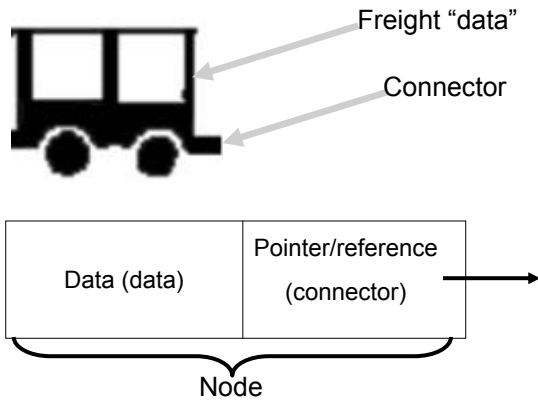 Freight “data”
Connector
Data (data)
Pointer/reference
(connector)
Node